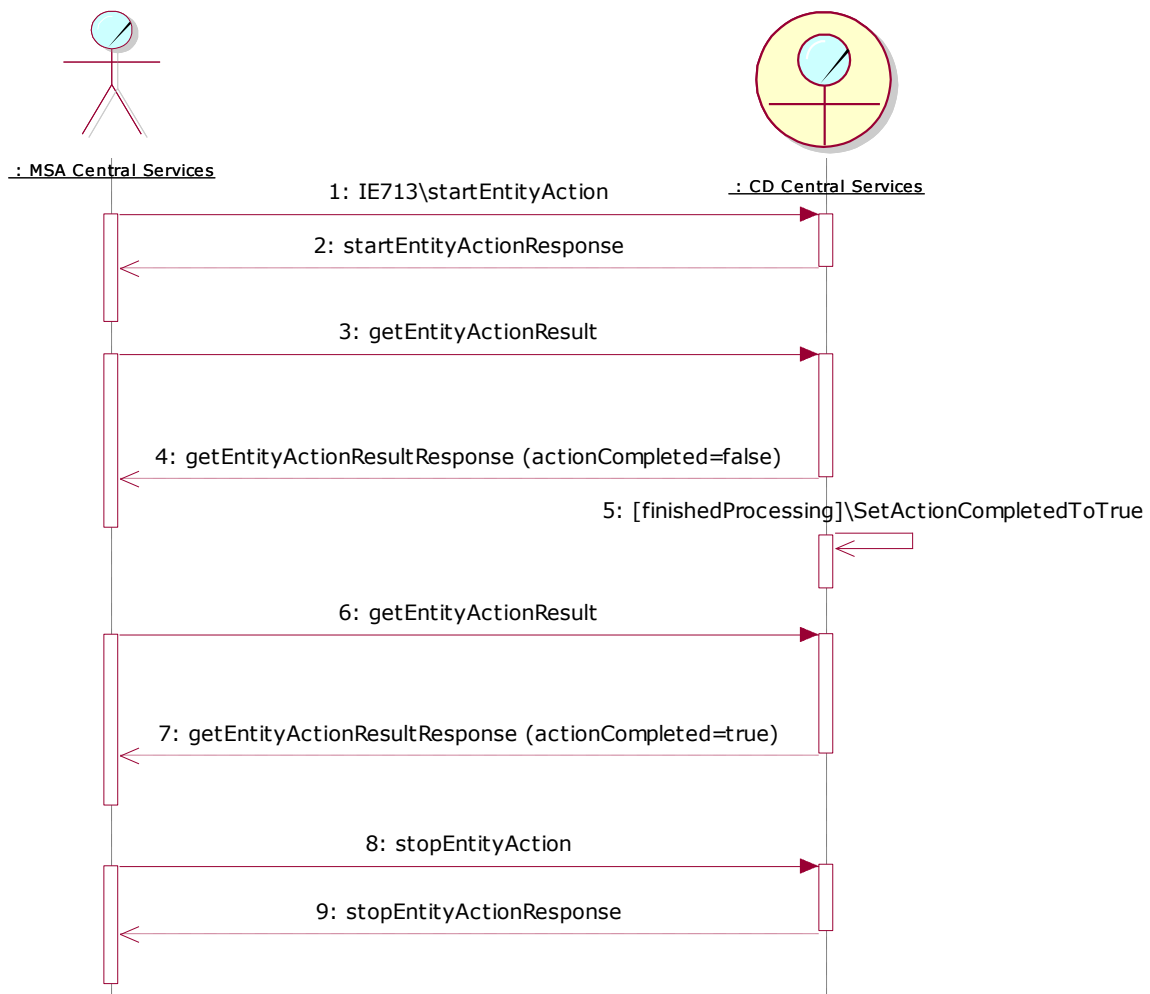 : MSA Central Services
: CD Central Services
1: IE713\startEntityAction
2: startEntityActionResponse
3: getEntityActionResult
4: getEntityActionResultResponse (actionCompleted=false)
5: [finishedProcessing]\SetActionCompletedToTrue
6: getEntityActionResult
7: getEntityActionResultResponse (actionCompleted=true)
8: stopEntityAction
9: stopEntityActionResponse